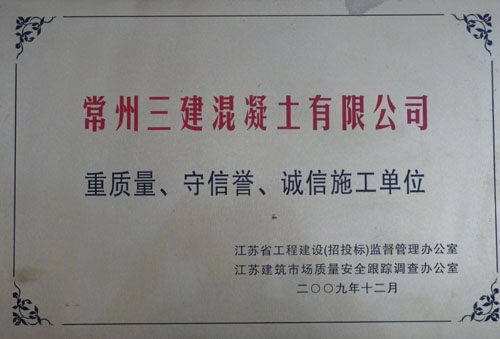 常州三建混凝土有限公司
重质量、守信誉、诚信施工单位
江苏省工程建设(招投标)监督管理办公室
江苏建筑市场质量安全跟踪调查办公室
二〇〇九年十二月